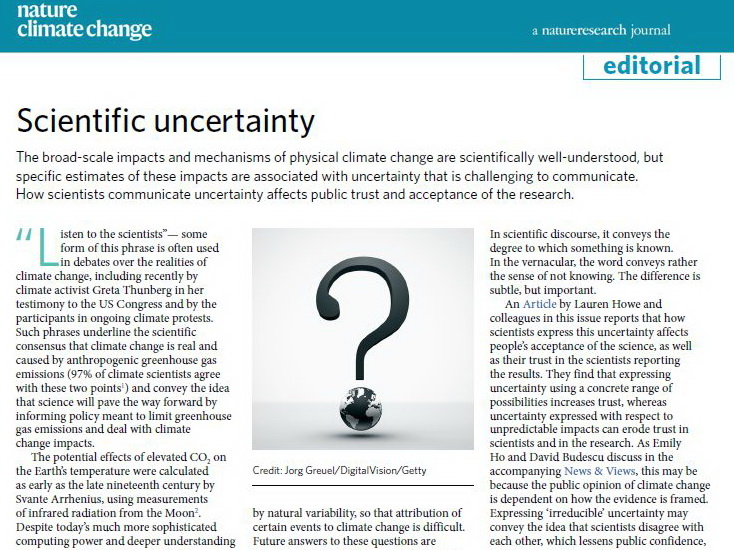 nature
climate change
a natureresearch journal
editorial
Scientific uncertainty
The broad-scale impacts and mechanisms of physical climate change are scientifically well-understood, but
specific estimates of these impacts are associated with uncertainty that is challenging to communicate.
How scientists communicate uncertainty affects public trust and acceptance of the research.
“Listen to the scientists”— some
form of this phrase is often used
in debates over the realities of
climate change, including recently by
climate activist Greta Thunberg in her
testimony to the US Congress and by the
participants in ongoing climate protests.
Such phrases underline the scientific
consensus that climate change is real and
caused by anthropogenic greenhouse gas
emissions (97% of climate scientists agree
with these two points¹) and convey the idea
that science will pave the way forward by
informing policy meant to limit greenhouse
gas emissions and deal with climate
change impacts.
The potential effects of elevated CO₂ on
the Earth’s temperature were calculated
as early as the late nineteenth century by
Svante Arrhenius, using measurements
of infrared radiation from the Moon².
Despite today’s much more sophisticated
computing power and deeper understanding
Credit: Jorg Greuel/DigitalVision/Getty
by natural variability, so that attribution of
certain events to climate change is difficult.
Future answers to these questions are
In scientific discourse, it conveys the
degree to which something is known.
In the vernacular, the word conveys rather
the sense of not knowing. The difference is
subtle, but important.
An Article by Lauren Howe and
colleagues in this issue reports that how
scientists express this uncertainty affects
people’s acceptance of the science, as well
as their trust in the scientists reporting
the results. They find that expressing
uncertainty using a concrete range of
possibilities increases trust, whereas
uncertainty expressed with respect to
unpredictable impacts can erode trust in
scientists and in the research. As Emily
Ho and David Budescu discuss in the
accompanying News & Views, this may be
because the public opinion of climate change
is dependent on how the evidence is framed.
Expressing ‘irreducible’ uncertainty may
convey the idea that scientists disagree with
each other, which lessens public confidence,